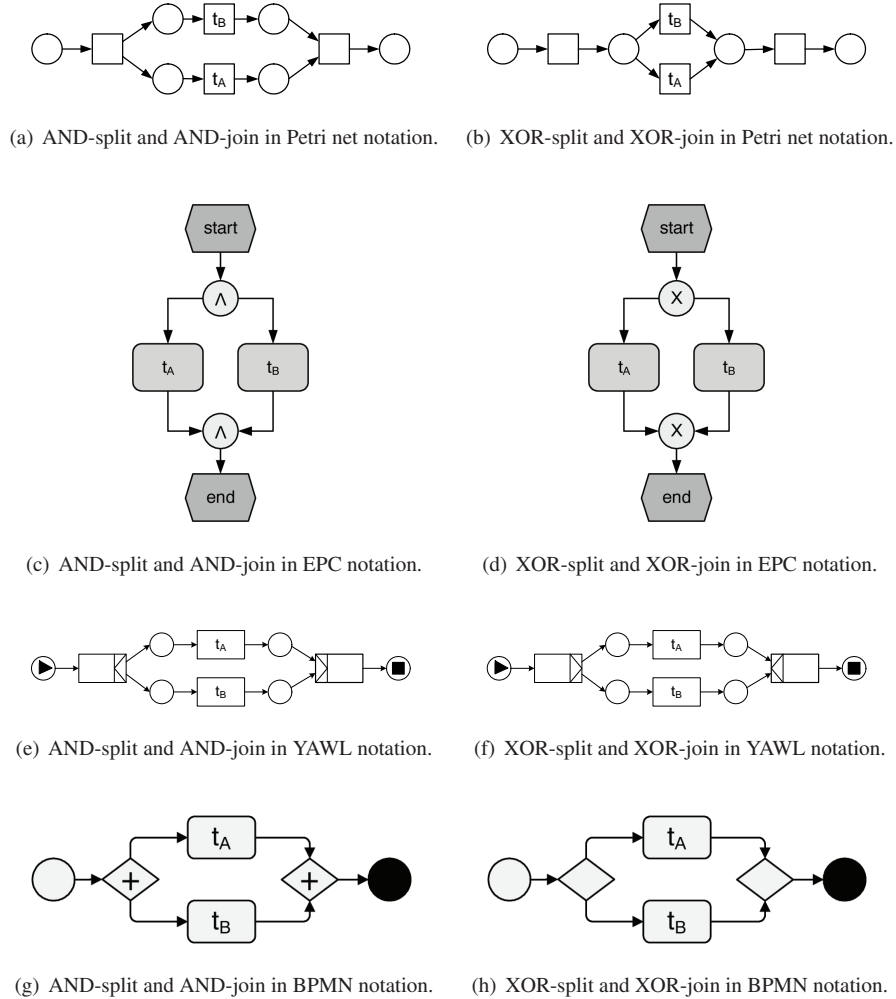 t_B
t_A
(a) AND-split and AND-join in Petri net notation.
t_B
t_A
(b) XOR-split and XOR-join in Petri net notation.
start
∧
t_A t_B
∧
end
(c) AND-split and AND-join in EPC notation.
start
X
t_A t_B
X
end
(d) XOR-split and XOR-join in EPC notation.
t_A
t_B
(e) AND-split and AND-join in YAWL notation.
t_A
t_B
(f) XOR-split and XOR-join in YAWL notation.
t_A
+ +
t_B
(g) AND-split and AND-join in BPMN notation.
t_A
t_B
(h) XOR-split and XOR-join in BPMN notation.